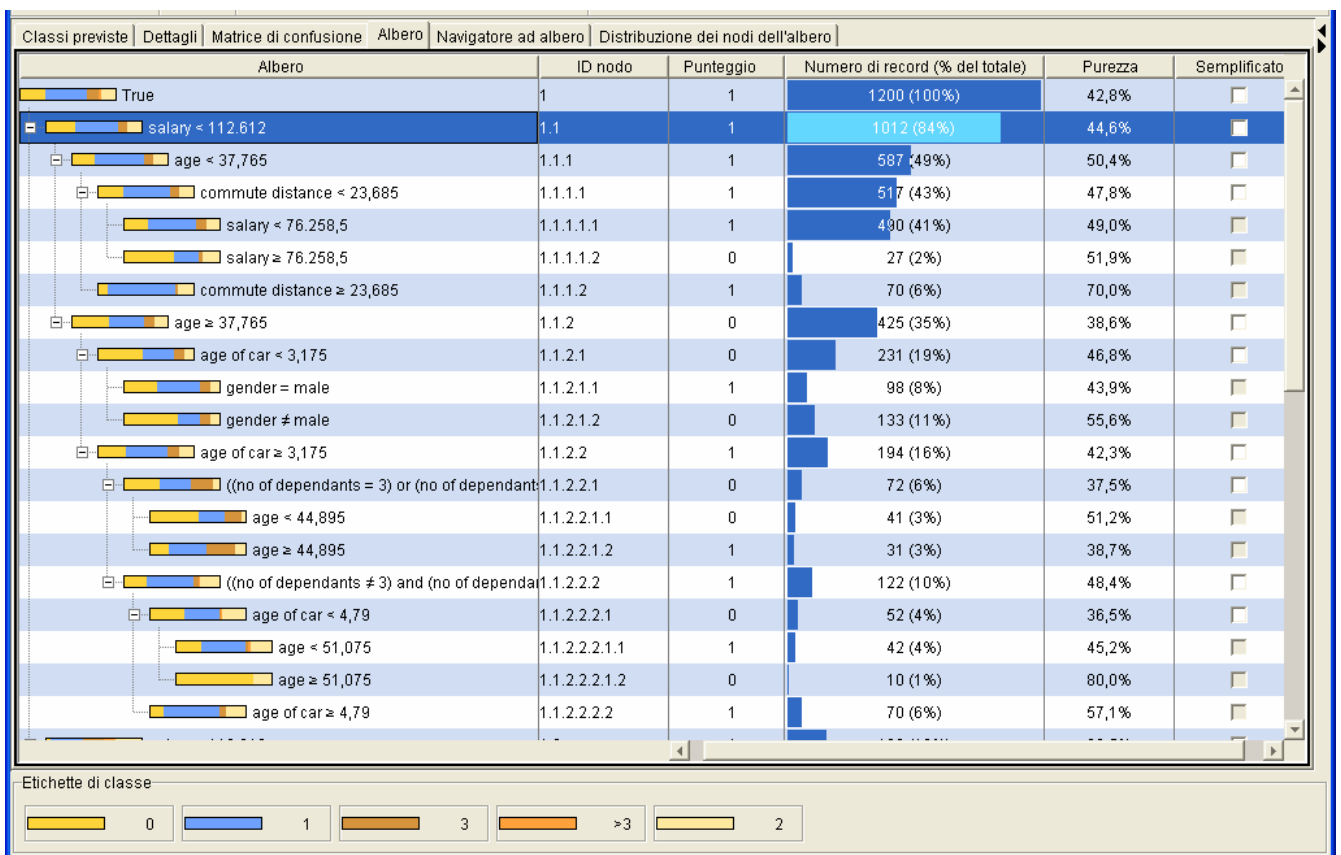 Classi previste Dettagli Matrice di confusione Albero Navigatore ad albero Distribuzione dei nodi dell'albero
Albero ID nodo Punteggio Numero di record (% del totale) Purezza Semplificato
True 1 1 1200 (100%) 42,8%
salary < 112.612 1.1 1 1012 (84%) 44,6%
age < 37,765 1.1.1 1 587 (49%) 50,4%
commute distance < 23,685 1.1.1.1 1 517 (43%) 47,8%
salary < 76.258,5 1.1.1.1.1 1 490 (41%) 49,0%
salary ≥ 76.258,5 1.1.1.1.2 0 27 (2%) 51,9%
commute distance ≥ 23,685 1.1.1.2 1 70 (6%) 70,0%
age ≥ 37,765 1.1.2 0 425 (35%) 38,6%
age of car < 3,175 1.1.2.1 0 231 (19%) 46,8%
gender = male 1.1.2.1.1 1 98 (8%) 43,9%
gender ≠ male 1.1.2.1.2 0 133 (11%) 55,6%
age of car ≥ 3,175 1.1.2.2 1 194 (16%) 42,3%
((no of dependants = 3) or (no of dependant 1.1.2.2.1 0 72 (6%) 37,5%
age < 44,895 1.1.2.2.1.1 0 41 (3%) 51,2%
age ≥ 44,895 1.1.2.2.1.2 1 31 (3%) 38,7%
((no of dependants ≠ 3) and (no of dependa 1.1.2.2.2 1 122 (10%) 48,4%
age of car < 4,79 1.1.2.2.2.1 0 52 (4%) 36,5%
age < 51,075 1.1.2.2.2.1.1 1 42 (4%) 45,2%
age ≥ 51,075 1.1.2.2.2.1.2 0 10 (1%) 80,0%
age of car ≥ 4,79 1.1.2.2.2.2 1 70 (6%) 57,1%
Etichette di classe
0 1 3 >3 2